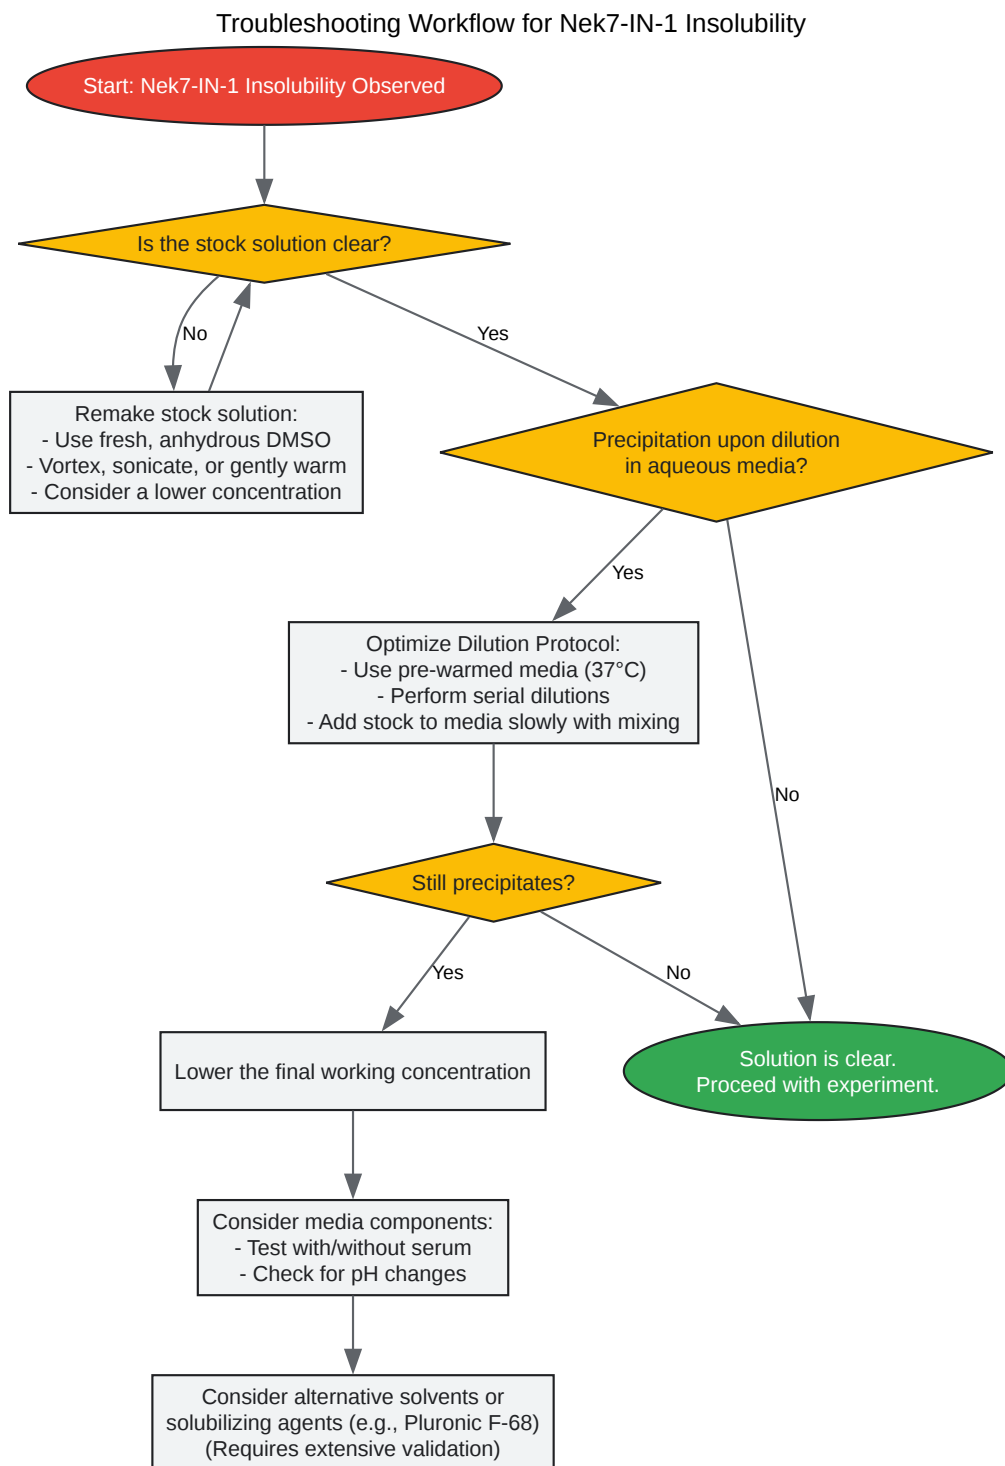 Troubleshooting Workflow for Nek7-IN-1 Insolubility
Start: Nek7-IN-1 Insolubility Observed
Is the stock solution clear?
No
Yes
Remake stock solution:
- Use fresh, anhydrous DMSO
- Vortex, sonicate, or gently warm
- Consider a lower concentration
Precipitation upon dilution
in aqueous media?
Yes
Optimize Dilution Protocol:
- Use pre-warmed media (37°C)
- Perform serial dilutions
- Add stock to media slowly with mixing
No
Still precipitates?
Yes
No
Lower the final working concentration
Solution is clear.
Proceed with experiment.
Consider media components:
- Test with/without serum
- Check for pH changes
Consider alternative solvents or
solubilizing agents (e.g., Pluronic F-68)
(Requires extensive validation)